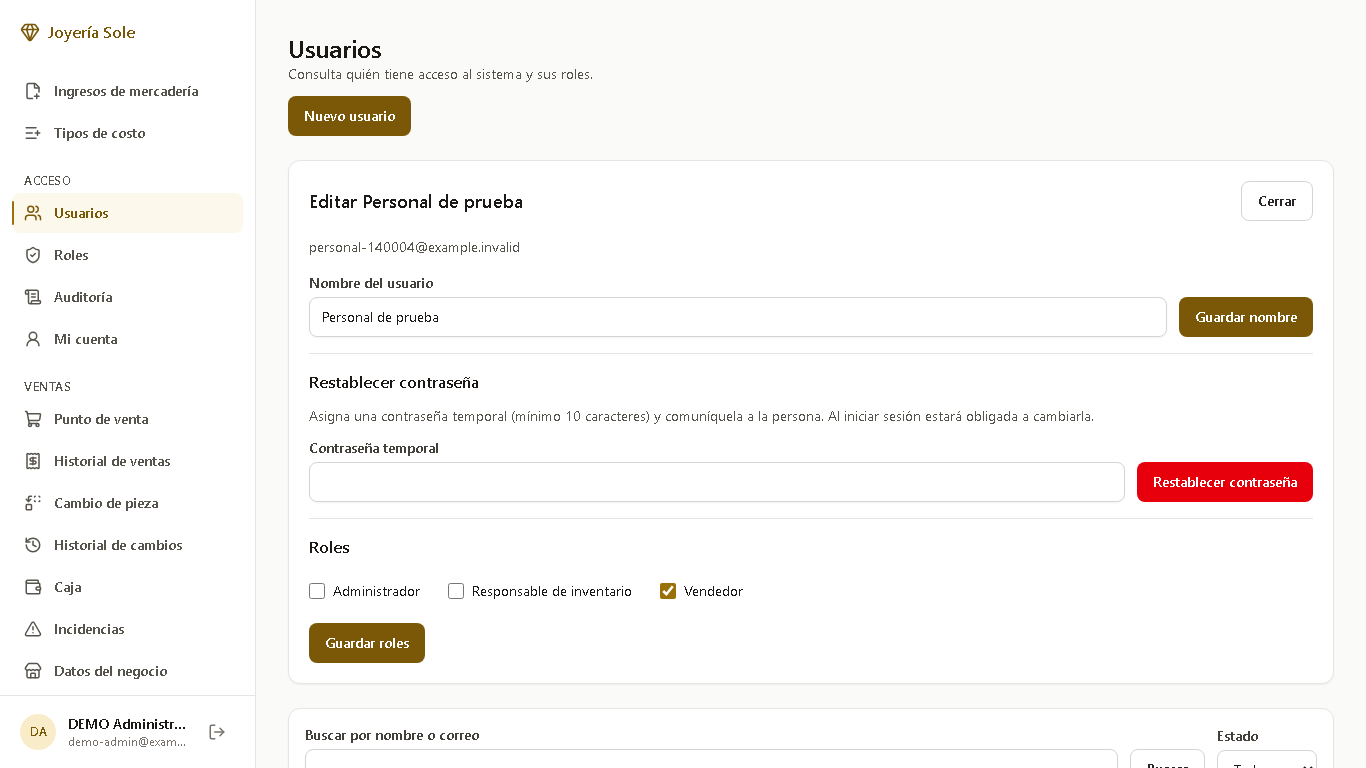 Joyería Sole
Ingresos de mercadería
Tipos de costo
ACCESO
Usuarios
Roles
Auditoría
Mi cuenta
VENTAS
Punto de venta
Historial de ventas
Cambio de pieza
Historial de cambios
Caja
Incidencias
Datos del negocio
DA
DEMO Administr...
demo-admin@exam...
Usuarios
Consulta quién tiene acceso al sistema y sus roles.
Nuevo usuario
Editar Personal de prueba
Cerrar
personal-140004@example.invalid
Nombre del usuario
Personal de prueba
Guardar nombre
Restablecer contraseña
Asigna una contraseña temporal (mínimo 10 caracteres) y comuníquela a la persona. Al iniciar sesión estará obligada a cambiarla.
Contraseña temporal
Restablecer contraseña
Roles
Administrador
Responsable de inventario
Vendedor
Guardar roles
Buscar por nombre o correo
Estado
Buscar